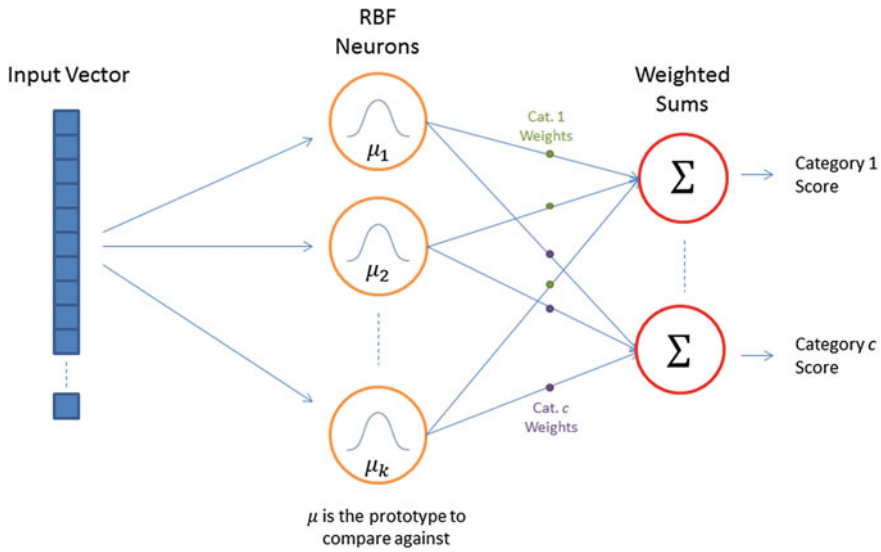 RBF
Neurons
Input Vector
Weighted
Sums
Cat. 1
Weights
μ₁
Σ
Category 1
Score
μ₂
Σ
Category c
Score
Cat. c
Weights
μₖ
μ is the prototype to
compare against